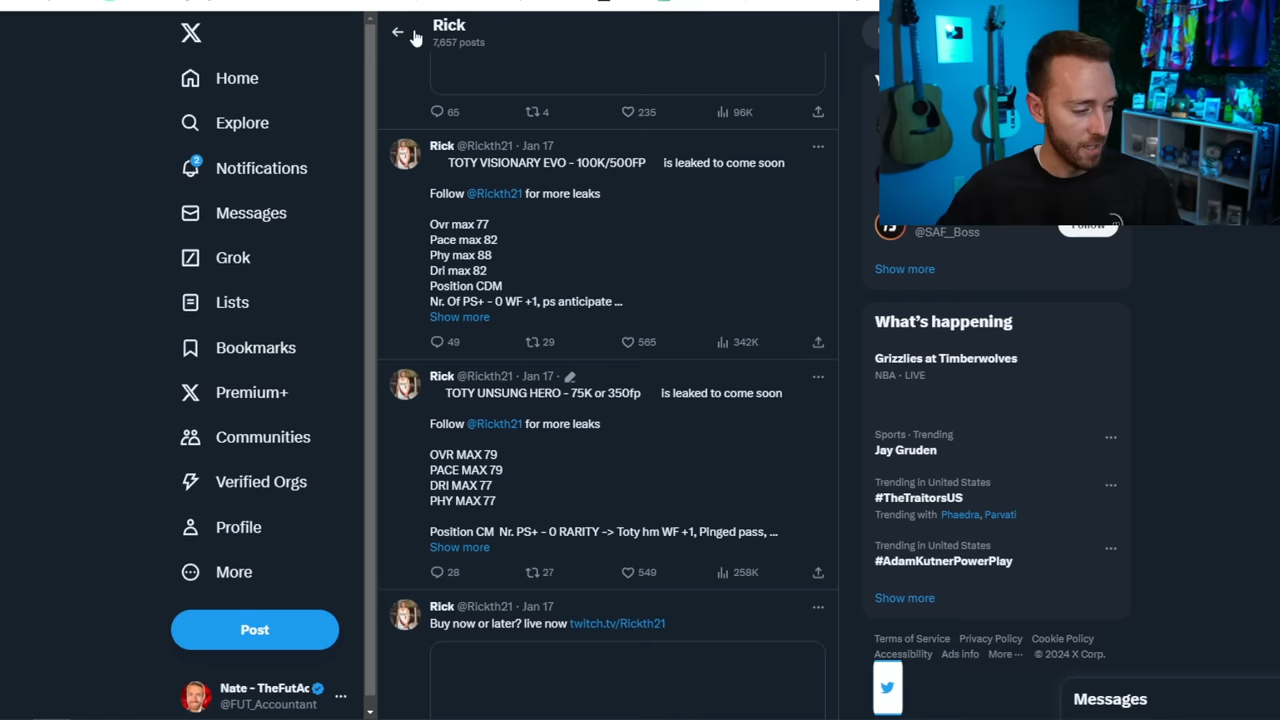 Rick
7,657 posts
Home
Explore
2
Notifications
Messages
Grok
Lists
Bookmarks
Premium+
Communities
Verified Orgs
Profile
More
Post
Nate - TheFutAc
@FUT_Accountant
65 4 235 96K
Rick @Rickth21 · Jan 17
TOTY VISIONARY EVO - 100K/500FP is leaked to come soon
Follow @Rickth21 for more leaks
Ovr max 77
Pace max 82
Phy max 88
Dri max 82
Position CDM
Nr. Of PS+ - 0 WF +1, ps anticipate ...
Show more
49 29 565 342K
Rick @Rickth21 · Jan 17 ·
TOTY UNSUNG HERO - 75K or 350fp is leaked to come soon
Follow @Rickth21 for more leaks
OVR MAX 79
PACE MAX 79
DRI MAX 77
PHY MAX 77
Position CM Nr. PS+ - 0 RARITY -> Toty hm WF +1, Pinged pass, ...
Show more
28 27 549 258K
Rick @Rickth21 · Jan 17
Buy now or later? live now twitch.tv/Rickth21
@SAF_Boss
Follow
Show more
What's happening
Grizzlies at Timberwolves
NBA · LIVE
Sports · Trending
Jay Gruden
Trending in United States
#TheTraitorsUS
Trending with Phaedra, Parvati
Trending in United States
#AdamKutnerPowerPlay
Show more
Terms of Service Privacy Policy Cookie Policy
Accessibility Ads info More ··· © 2024 X Corp.
Messages